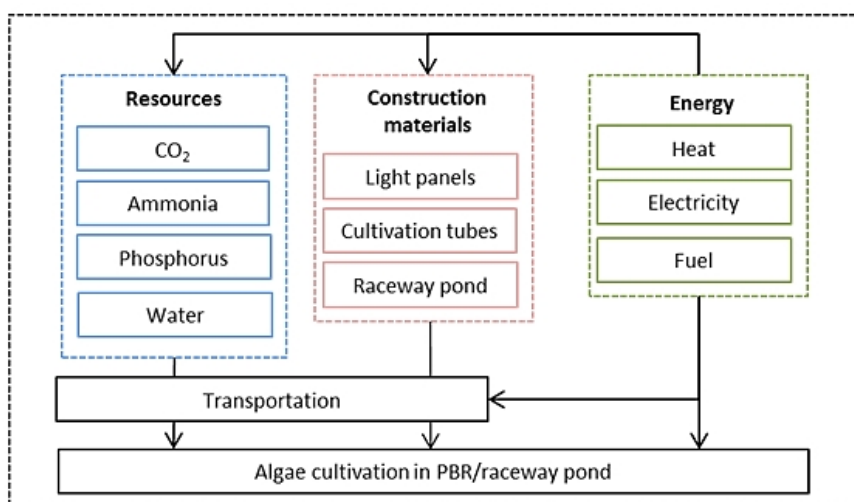 Resources
CO₂
Ammonia
Phosphorus
Water
Construction
materials
Light panels
Cultivation tubes
Raceway pond
Energy
Heat
Electricity
Fuel
Transportation
Algae cultivation in PBR/raceway pond